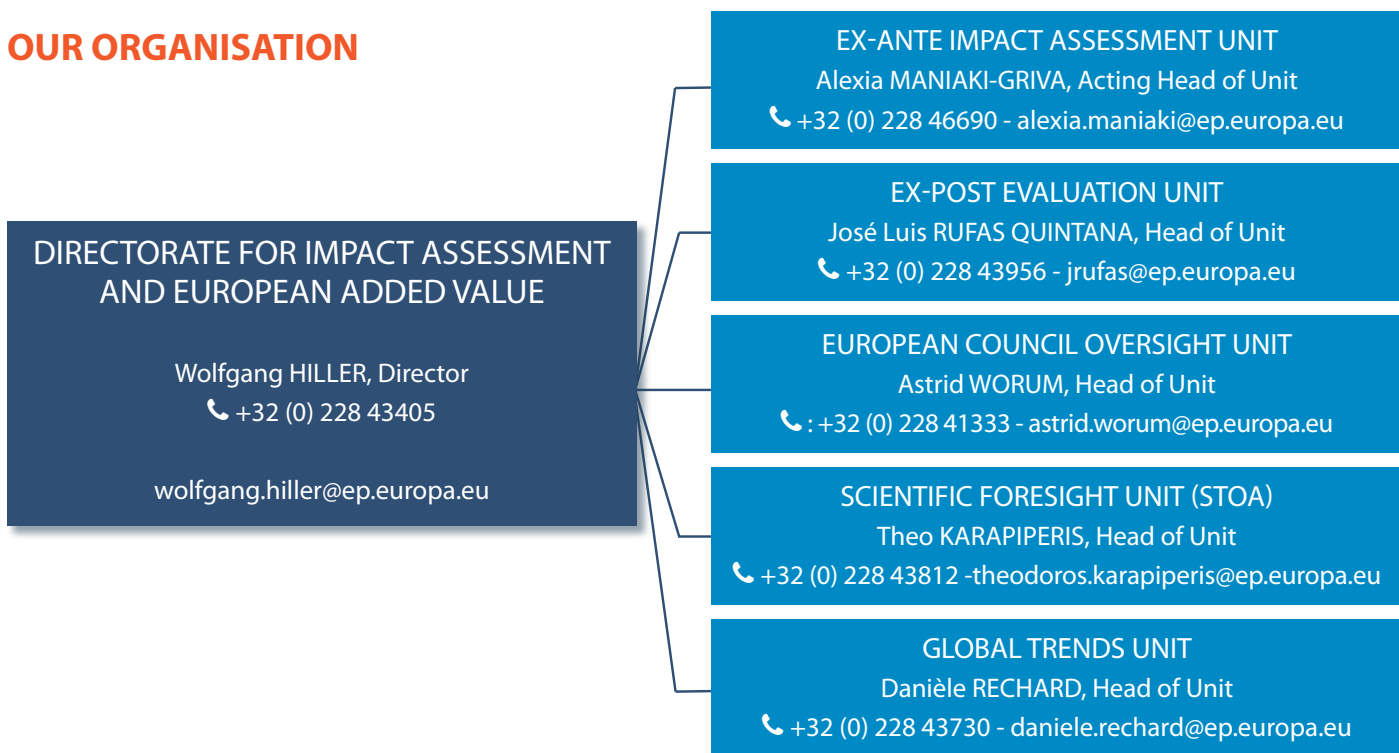 OUR ORGANISATION
DIRECTORATE FOR IMPACT ASSESSMENT
AND EUROPEAN ADDED VALUE
Wolfgang HILLER, Director
+32 (0) 228 43405
wolfgang.hiller@ep.europa.eu
EX-ANTE IMPACT ASSESSMENT UNIT
Alexia MANIAKI-GRIVA, Acting Head of Unit
+32 (0) 228 46690 - alexia.maniaki@ep.europa.eu
EX-POST EVALUATION UNIT
José Luis RUFAS QUINTANA, Head of Unit
+32 (0) 228 43956 - jrufas@ep.europa.eu
EUROPEAN COUNCIL OVERSIGHT UNIT
Astrid WORUM, Head of Unit
: +32 (0) 228 41333 - astrid.worum@ep.europa.eu
SCIENTIFIC FORESIGHT UNIT (STOA)
Theo KARAPIPERIS, Head of Unit
+32 (0) 228 43812 -theodoros.karapiperis@ep.europa.eu
GLOBAL TRENDS UNIT
Danièle RECHARD, Head of Unit
+32 (0) 228 43730 - daniele.rechard@ep.europa.eu